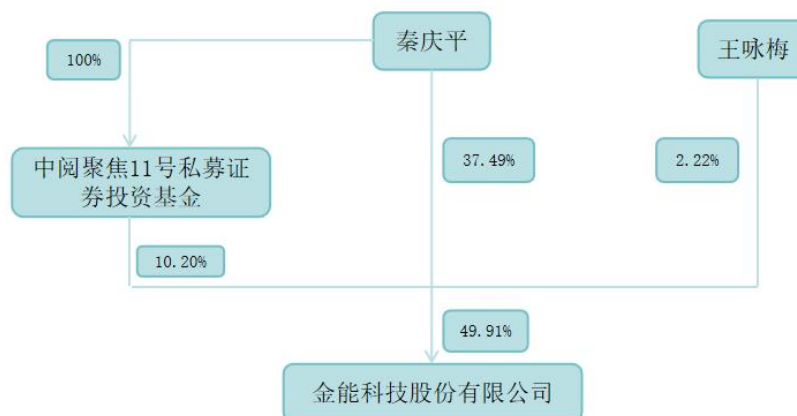 秦庆平
王咏梅
100%
中阅聚焦11号私募证
券投资基金
37.49%
2.22%
10.20%
49.91%
金能科技股份有限公司